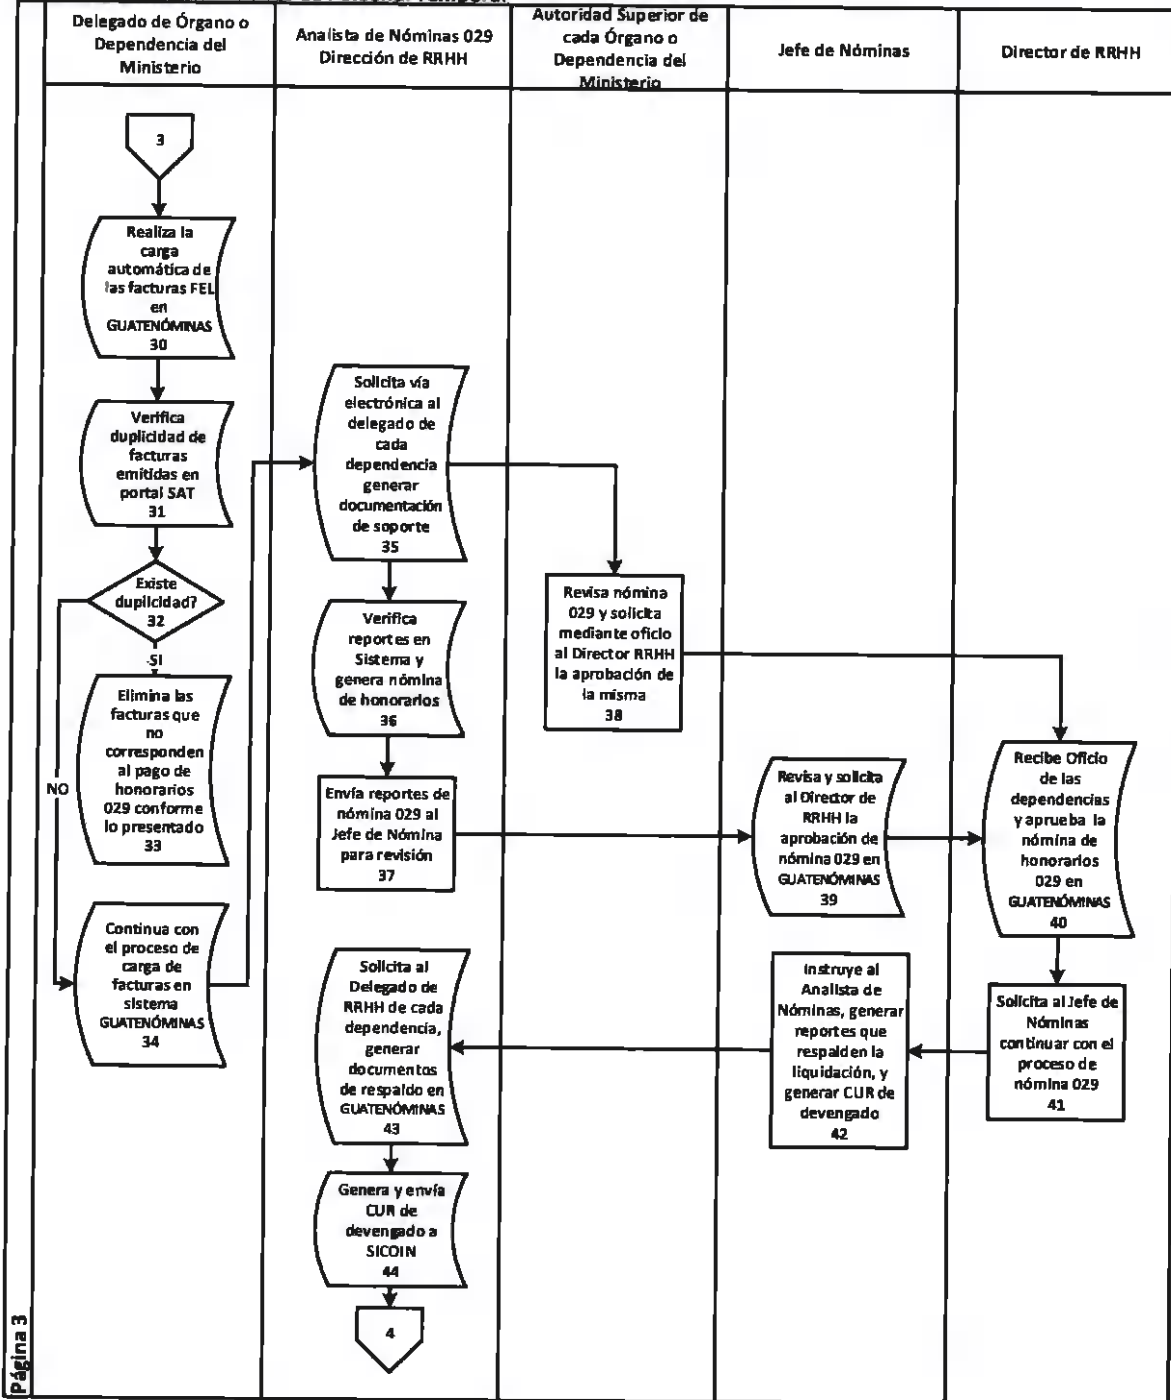 Delegado de Órgano o
Dependencia del
Ministerio
Analista de Nóminas 029
Dirección de RRHH
Autoridad Superior de
cada Órgano o
Dependencia del
Ministerio
Jefe de Nóminas
Director de RRHH
3
Realiza la
carga
automática de
las facturas FEL
en
GUATENÓMINAS
30
Verifica
duplicidad de
facturas
emitidas en
portal SAT
31
Existe
duplicidad?
32
SI
NO
Elimina las
facturas que
no
corresponden
al pago de
honorarios
029 conforme
lo presentado
33
Continua con
el proceso de
carga de
facturas en
sistema
GUATENÓMINAS
34
Solicita vía
electrónica al
delegado de
cada
dependencia
generar
documentación
de soporte
35
Verifica
reportes en
Sistema y
genera nómina
de honorarios
36
Envía reportes de
nómina 029 al
Jefe de Nómina
para revisión
37
Revisa nómina
029 y solicita
mediante oficio
al Director RRHH
la aprobación de
la misma
38
Revisa y solicita
al Director de
RRHH la
aprobación de
nómina 029 en
GUATENÓMINAS
39
Recibe Oficio
de las
dependencias
y aprueba la
nómina de
honorarios
029 en
GUATENÓMINAS
40
Solicita al Jefe de
Nóminas
continuar con el
proceso de
nómina 029
41
Instruye al
Analista de
Nóminas, generar
reportes que
respalden la
liquidación, y
generar CUR de
devengado
42
Solicita al
Delegado de
RRHH de cada
dependencia,
generar
documentos
de respaldo en
GUATENÓMINAS
43
Genera y envía
CUR de
devengado a
SICOIN
44
4
Página 3